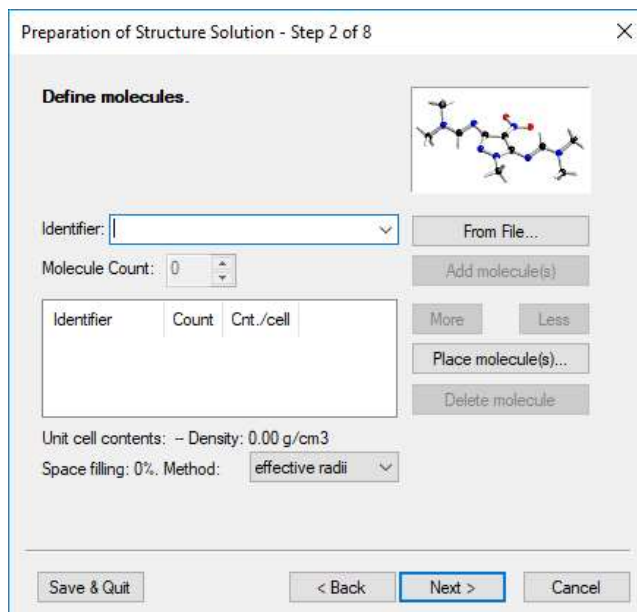 Preparation of Structure Solution - Step 2 of 8
Define molecules.
Identifier:
From File...
Molecule Count: 0
Add molecule(s)
Identifier Count Cnt./cell
More Less
Place molecule(s)...
Delete molecule
Unit cell contents: -- Density: 0.00 g/cm3
Space filling: 0%. Method: effective radii
Save & Quit < Back Next > Cancel